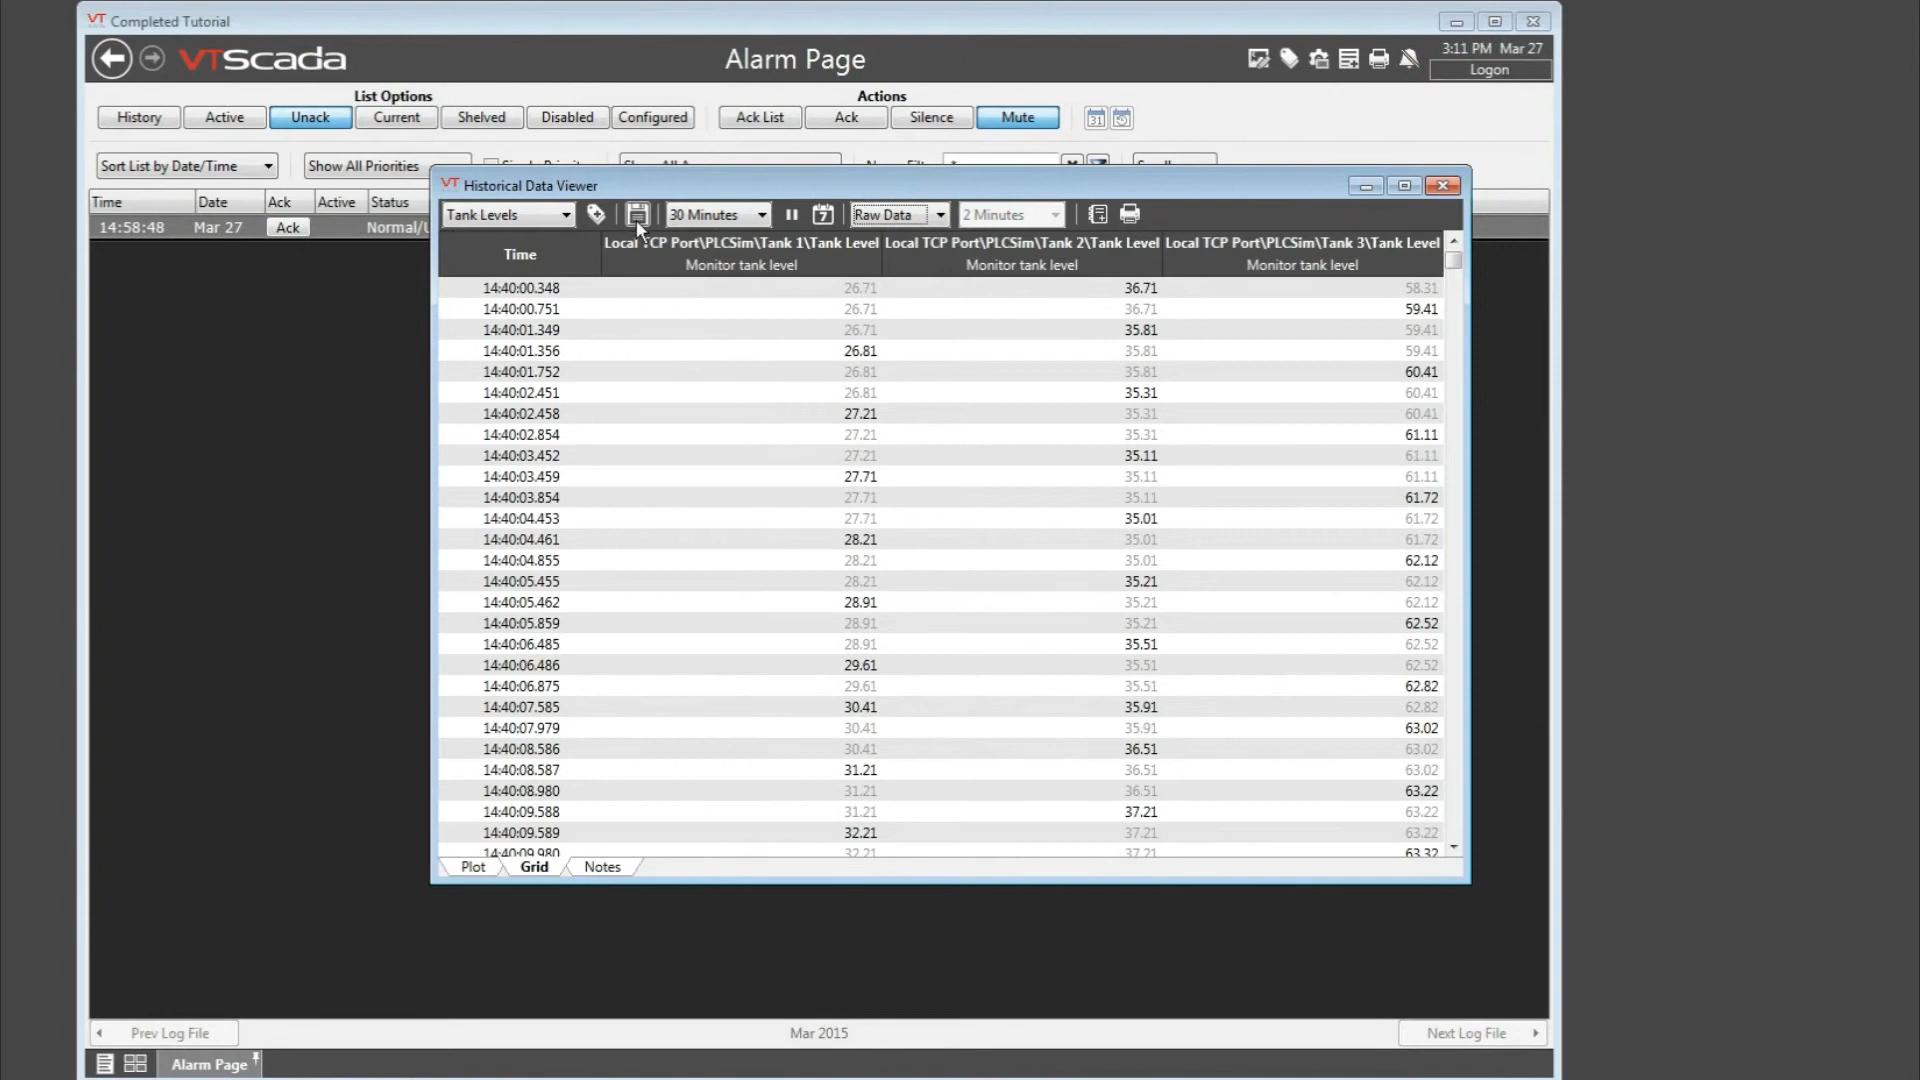 VT Completed Tutorial
VTScada
Alarm Page
3:11 PM Mar 27
Logon
List Options
Actions
History Active Unack Current Shelved Disabled Configured Ack List Ack Silence Mute 31
Sort List by Date/Time Show All Priorities
Time Date Ack Active Status
14:58:48 Mar 27 Ack Normal/U
VT Historical Data Viewer
Tank Levels 30 Minutes 7 Raw Data 2 Minutes
Time Local TCP Port\PLCSim\Tank 1\Tank Level Local TCP Port\PLCSim\Tank 2\Tank Level Local TCP Port\PLCSim\Tank 3\Tank Level
Monitor tank level Monitor tank level Monitor tank level
14:40:00.348 26.71 36.71 58.31
14:40:00.751 26.71 36.71 59.41
14:40:01.349 26.71 35.81 59.41
14:40:01.356 26.81 35.81 59.41
14:40:01.752 26.81 35.81 60.41
14:40:02.451 26.81 35.31 60.41
14:40:02.458 27.21 35.31 60.41
14:40:02.854 27.21 35.31 61.11
14:40:03.452 27.21 35.11 61.11
14:40:03.459 27.71 35.11 61.11
14:40:03.854 27.71 35.11 61.72
14:40:04.453 27.71 35.01 61.72
14:40:04.461 28.21 35.01 61.72
14:40:04.855 28.21 35.01 62.12
14:40:05.455 28.21 35.21 62.12
14:40:05.462 28.91 35.21 62.12
14:40:05.859 28.91 35.21 62.52
14:40:06.485 28.91 35.51 62.52
14:40:06.486 29.61 35.51 62.52
14:40:06.875 29.61 35.51 62.82
14:40:07.585 30.41 35.91 62.82
14:40:07.979 30.41 35.91 63.02
14:40:08.586 30.41 36.51 63.02
14:40:08.587 31.21 36.51 63.02
14:40:08.980 31.21 36.51 63.22
14:40:09.588 31.21 37.21 63.22
14:40:09.589 32.21 37.21 63.22
14:40:09.980 32.21 37.21 63.32
Plot Grid Notes
Prev Log File Mar 2015 Next Log File
Alarm Page